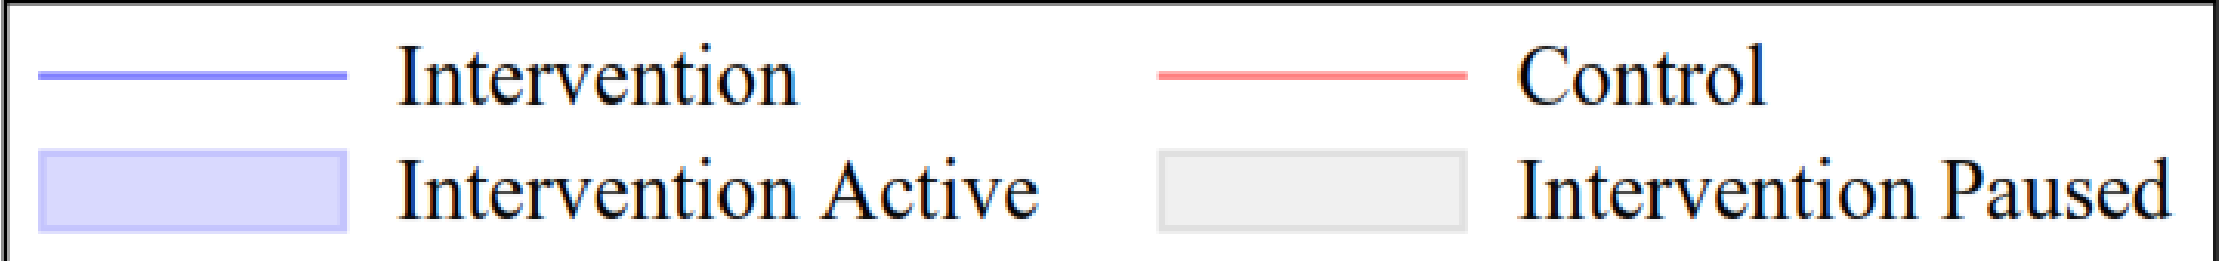 Intervention Control
Intervention Active Intervention Paused